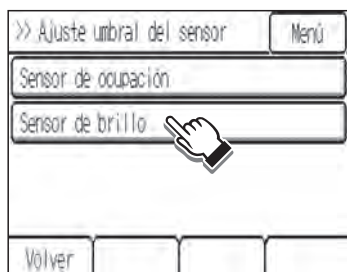 >> Ajuste umbral del sensor Menú
Sensor de ocupación
Sensor de brillo
Volver